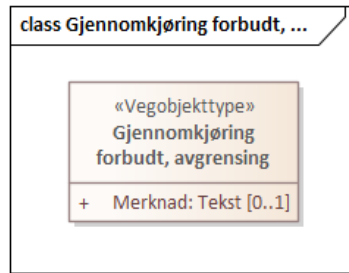 class Gjennomkjøring forbudt, ...
«Vegobjekttype»
Gjennomkjøring
forbudt, avgrensing
+ Merknad: Tekst [0..1]